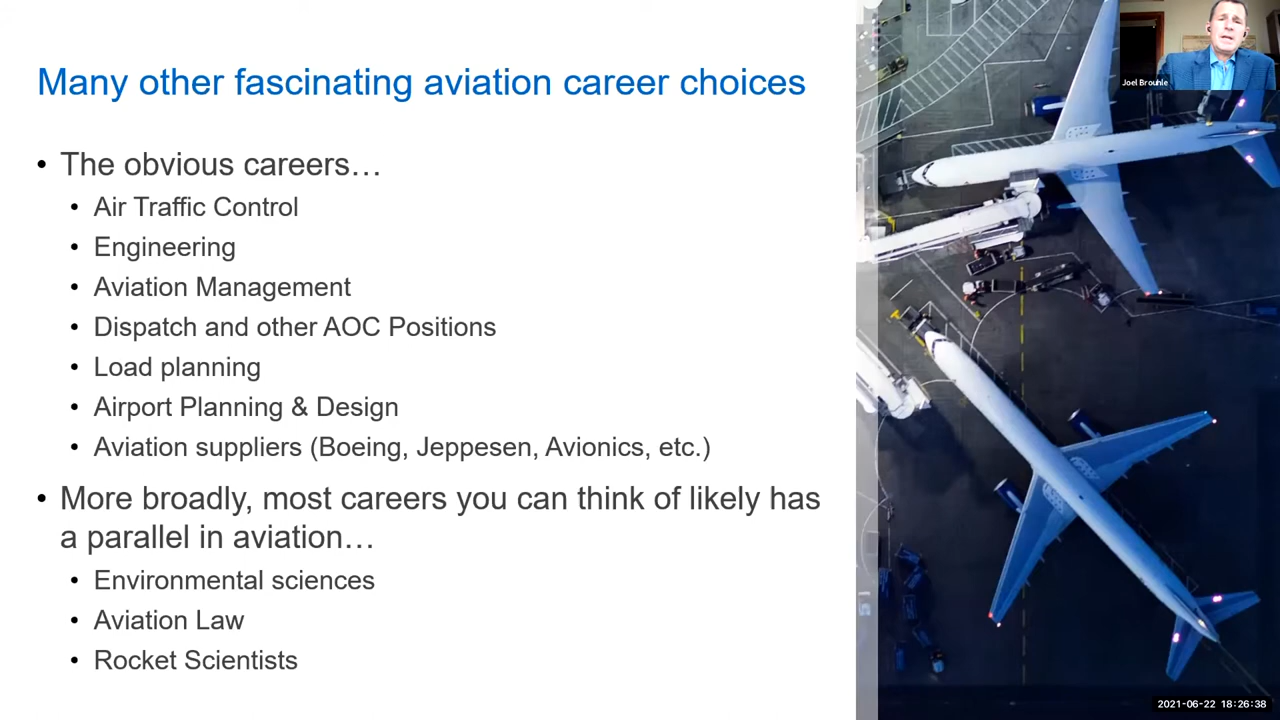 Many other fascinating aviation career choices
• The obvious careers…
• Air Traffic Control
• Engineering
• Aviation Management
• Dispatch and other AOC Positions
• Load planning
• Airport Planning & Design
• Aviation suppliers (Boeing, Jeppesen, Avionics, etc.)
• More broadly, most careers you can think of likely has
a parallel in aviation…
• Environmental sciences
• Aviation Law
• Rocket Scientists
Joel Brouhle
2021-06-22 18:26:38